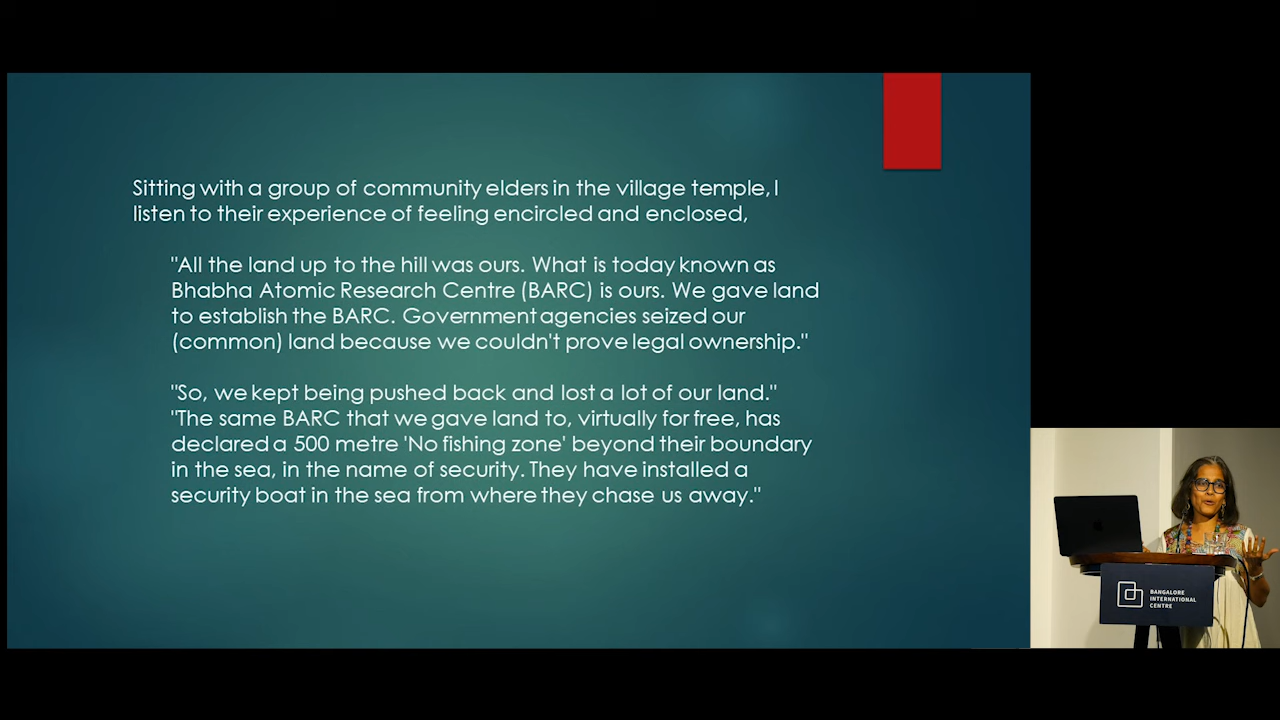 Sitting with a group of community elders in the village temple, I
listen to their experience of feeling encircled and enclosed,
"All the land up to the hill was ours. What is today known as
Bhabha Atomic Research Centre (BARC) is ours. We gave land
to establish the BARC. Government agencies seized our
(common) land because we couldn't prove legal ownership."
"So, we kept being pushed back and lost a lot of our land."
"The same BARC that we gave land to, virtually for free, has
declared a 500 metre 'No fishing zone' beyond their boundary
in the sea, in the name of security. They have installed a
security boat in the sea from where they chase us away."
BANGALORE
INTERNATIONAL
CENTRE